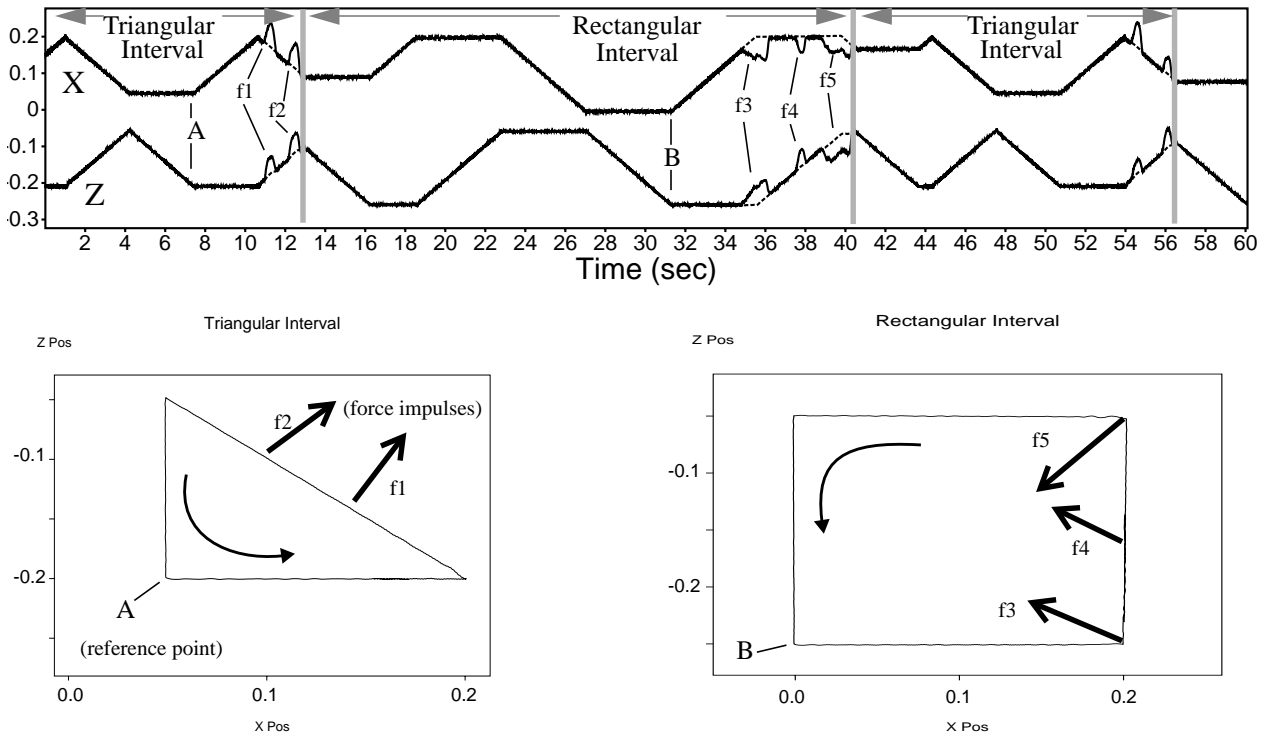 Triangular
Interval
Rectangular
Interval
Triangular
Interval
0.2
0.1
0
-0.1
-0.2
-0.3
X
Z
A
B
f1
f2
f3
f4
f5
2 4 6 8 10 12 14 16 18 20 22 24 26 28 30 32 34 36 38 40 42 44 46 48 50 52 54 56 58 60
Time (sec)
Triangular Interval
Z Pos
-0.1
-0.2
f2
(force impulses)
f1
A
(reference point)
0.0 0.1 0.2
X Pos
Rectangular Interval
Z Pos
-0.1
-0.2
f5
f4
f3
B
0.0 0.1 0.2
X Pos